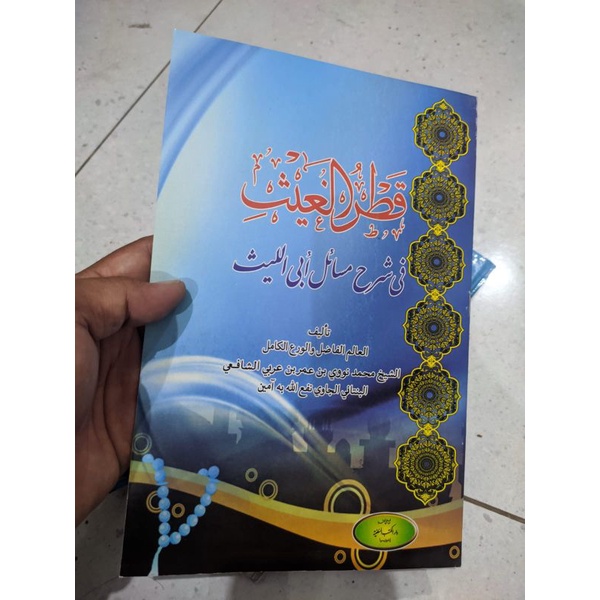 قطر الغيث
في شرح مسائل أبي الليث
تأليف
العالم الفاضل والورع الكامل
الشيخ محمد نووي بن عمر بن عربي الشافعي
البنتاني الجاوي نفع الله به آمين